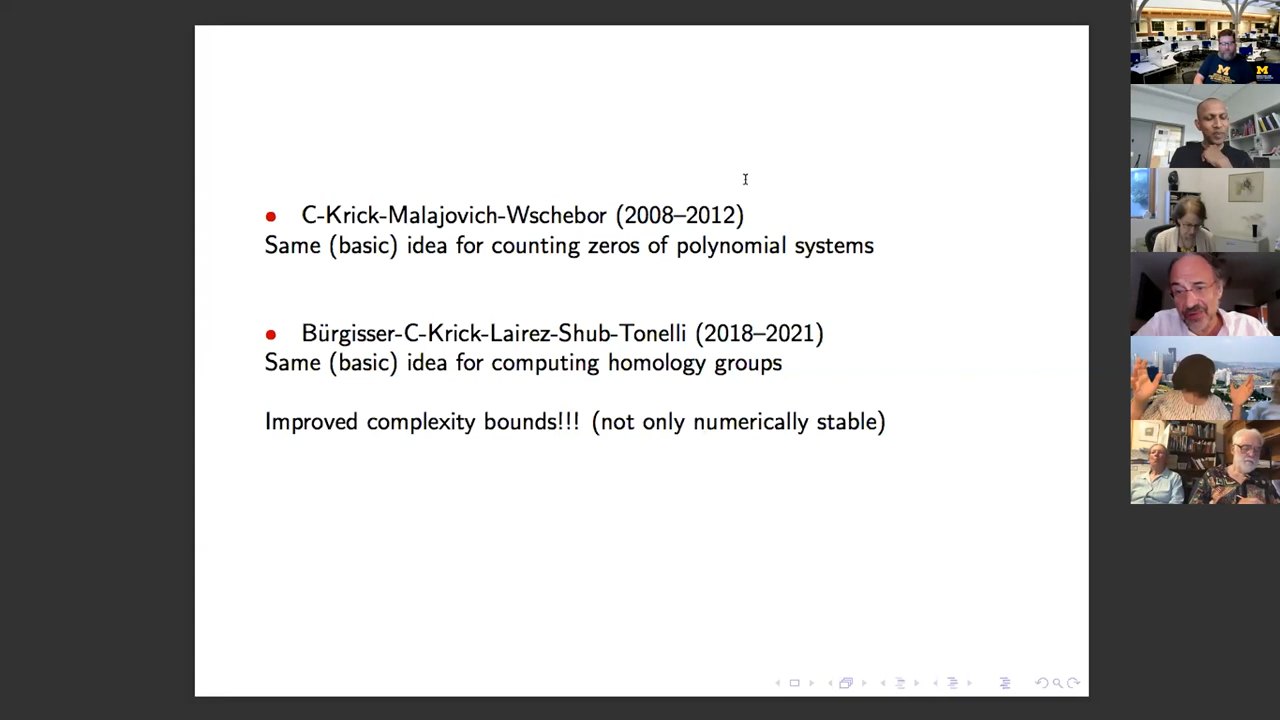 • C-Krick-Malajovich-Wschebor (2008–2012)
Same (basic) idea for counting zeros of polynomial systems
• Bürgisser-C-Krick-Lairez-Shub-Tonelli (2018–2021)
Same (basic) idea for computing homology groups
Improved complexity bounds!!! (not only numerically stable)
M
M